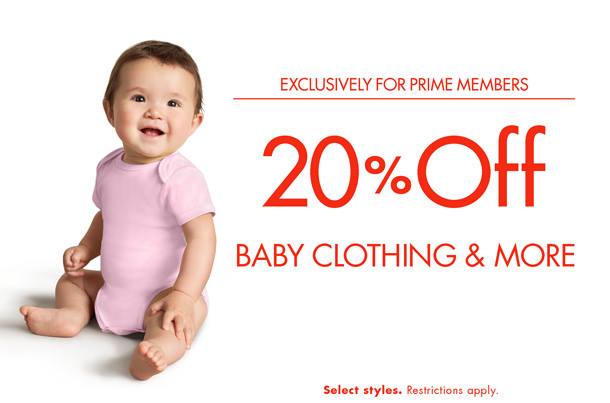 EXCLUSIVELY FOR PRIME MEMBERS
20% Off
BABY CLOTHING & MORE
Select styles. Restrictions apply.